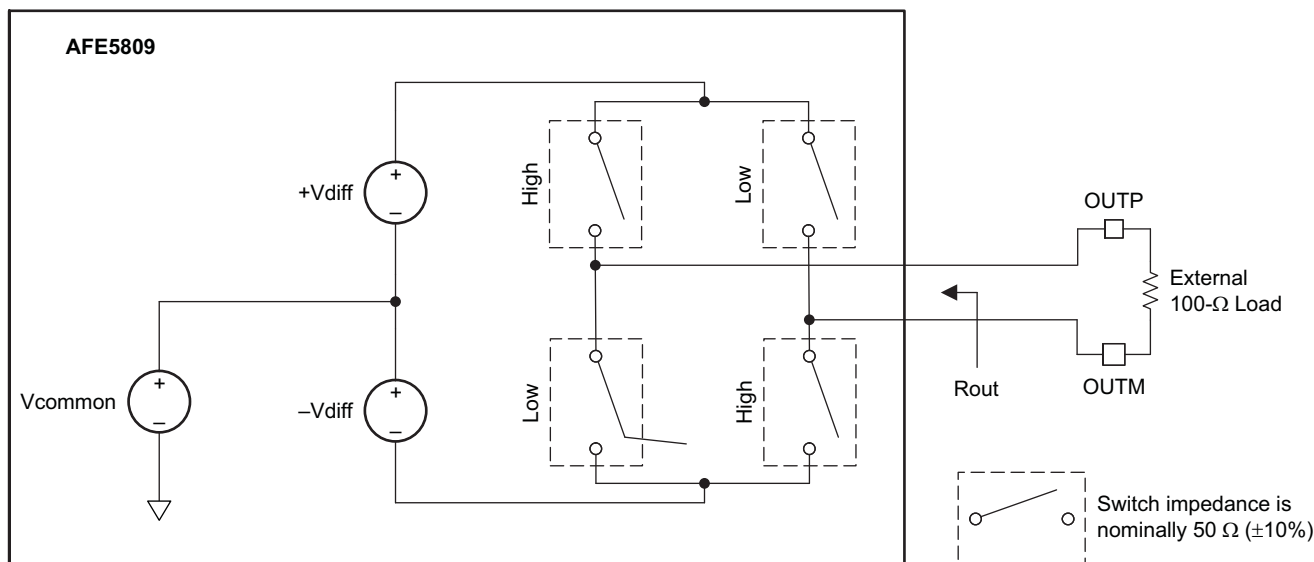 AFE5809
+Vdiff
High
Low
OUTP
External
100-Ω Load
Vcommon
–Vdiff
Low
High
Rout
OUTM
Switch impedance is
nominally 50 Ω (±10%)